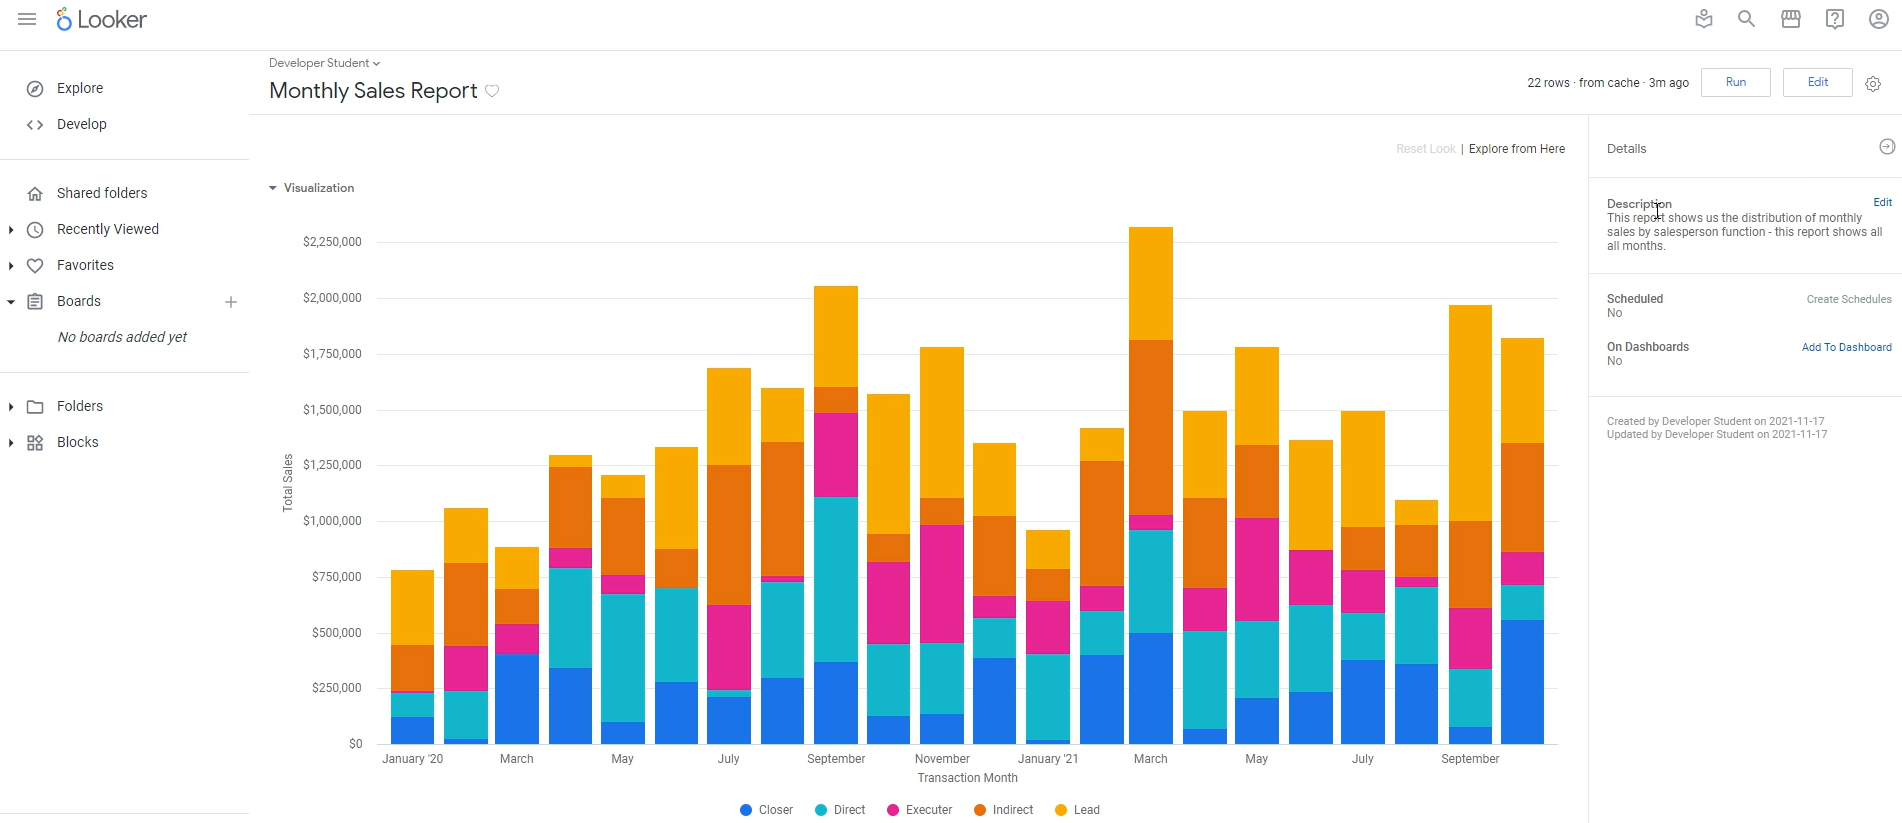 Looker
Explore
Develop
Shared folders
Recently Viewed
Favorites
Boards
No boards added yet
Folders
Blocks
Developer Student
Monthly Sales Report
22 rows · from cache · 3m ago
Run
Edit
Reset Look | Explore from Here
Visualization
$2,250,000
$2,000,000
$1,750,000
$1,500,000
$1,250,000
$1,000,000
$750,000
$500,000
$250,000
$0
Total Sales
January '20
March
May
July
September
November
January '21
March
May
July
September
Transaction Month
Closer
Direct
Executer
Indirect
Lead
Details
Description
Edit
This report shows us the distribution of monthly
sales by salesperson function - this report shows all
all months.
Scheduled
Create Schedules
No
On Dashboards
Add To Dashboard
No
Created by Developer Student on 2021-11-17
Updated by Developer Student on 2021-11-17